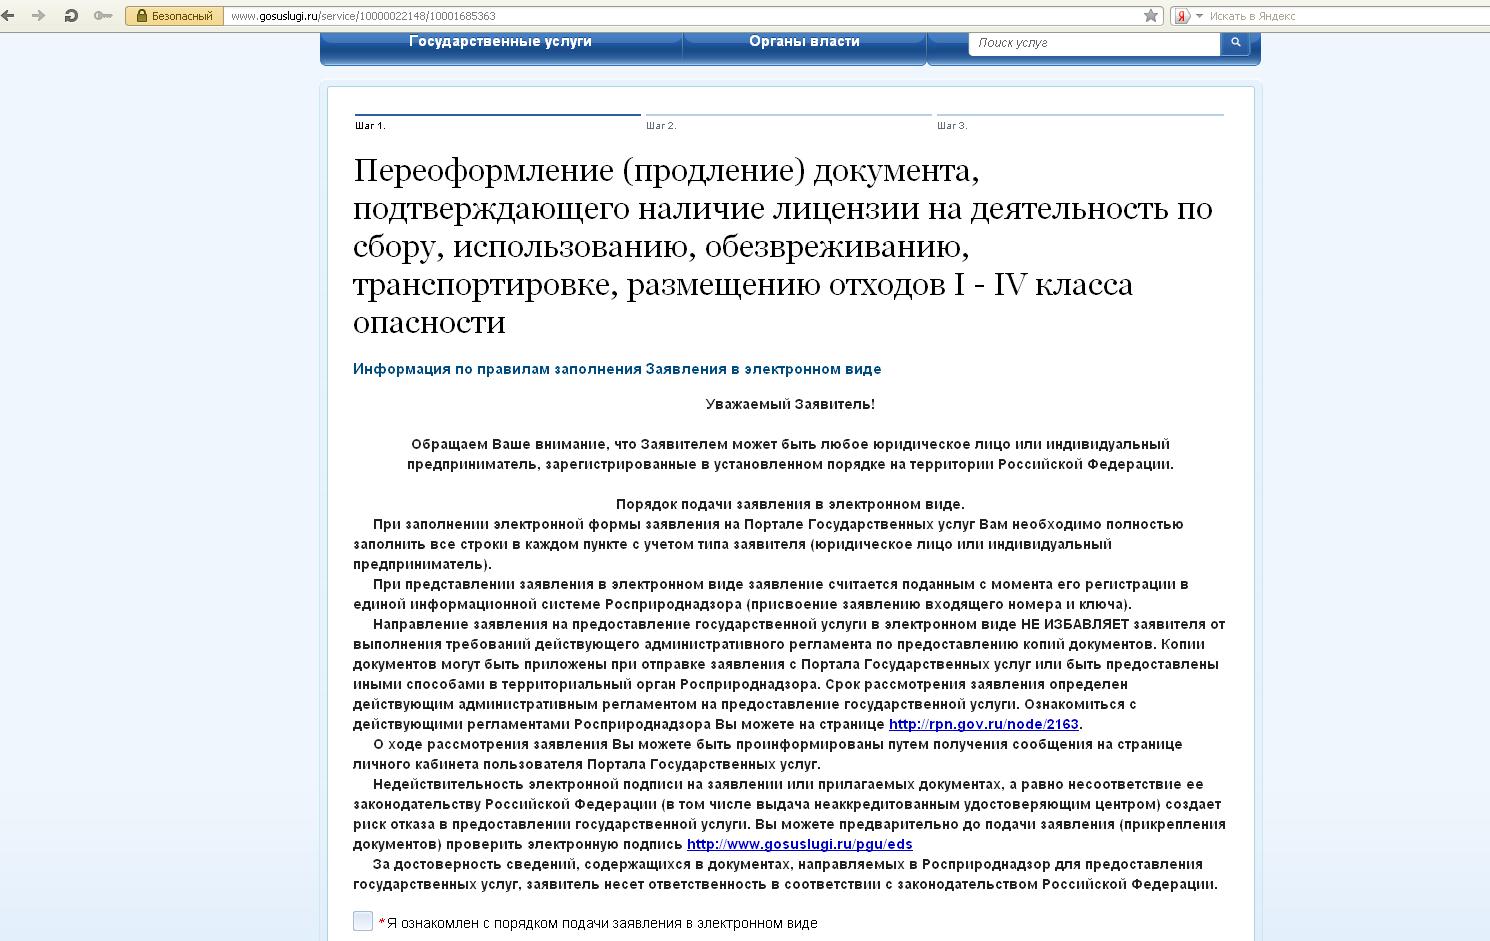 Безопасный www.gosuslugi.ru/service/10000022148/10001685363 Я Искать в Яндекс
Государственные услуги Органы власти Поиск услуг
Шаг 1. Шаг 2. Шаг 3.
Переоформление (продление) документа,
подтверждающего наличие лицензии на деятельность по
сбору, использованию, обезвреживанию,
транспортировке, размещению отходов I - IV класса
опасности
Информация по правилам заполнения Заявления в электронном виде
Уважаемый Заявитель!
Обращаем Ваше внимание, что Заявителем может быть любое юридическое лицо или индивидуальный
предприниматель, зарегистрированные в установленном порядке на территории Российской Федерации.
Порядок подачи заявления в электронном виде.
При заполнении электронной формы заявления на Портале Государственных услуг Вам необходимо полностью
заполнить все строки в каждом пункте с учетом типа заявителя (юридическое лицо или индивидуальный
предприниматель).
При представлении заявления в электронном виде заявление считается поданным с момента его регистрации в
единой информационной системе Росприроднадзора (присвоение заявлению входящего номера и ключа).
Направление заявления на предоставление государственной услуги в электронном виде НЕ ИЗБАВЛЯЕТ заявителя от
выполнения требований действующего административного регламента по предоставлению копий документов. Копии
документов могут быть приложены при отправке заявления с Портала Государственных услуг или быть предоставлены
иными способами в территориальный орган Росприроднадзора. Срок рассмотрения заявления определен
действующим административным регламентом на предоставление государственной услуги. Ознакомиться с
действующими регламентами Росприроднадзора Вы можете на странице http://rpn.gov.ru/node/2163.
О ходе рассмотрения заявления Вы можете быть проинформированы путем получения сообщения на странице
личного кабинета пользователя Портала Государственных услуг.
Недействительность электронной подписи на заявлении или прилагаемых документах, а равно несоответствие ее
законодательству Российской Федерации (в том числе выдача неаккредитованным удостоверяющим центром) создает
риск отказа в предоставлении государственной услуги. Вы можете предварительно до подачи заявления (прикрепления
документов) проверить электронную подпись http://www.gosuslugi.ru/pgu/eds
За достоверность сведений, содержащихся в документах, направляемых в Росприроднадзор для предоставления
государственных услуг, заявитель несет ответственность в соответствии с законодательством Российской Федерации.
* Я ознакомлен с порядком подачи заявления в электронном виде